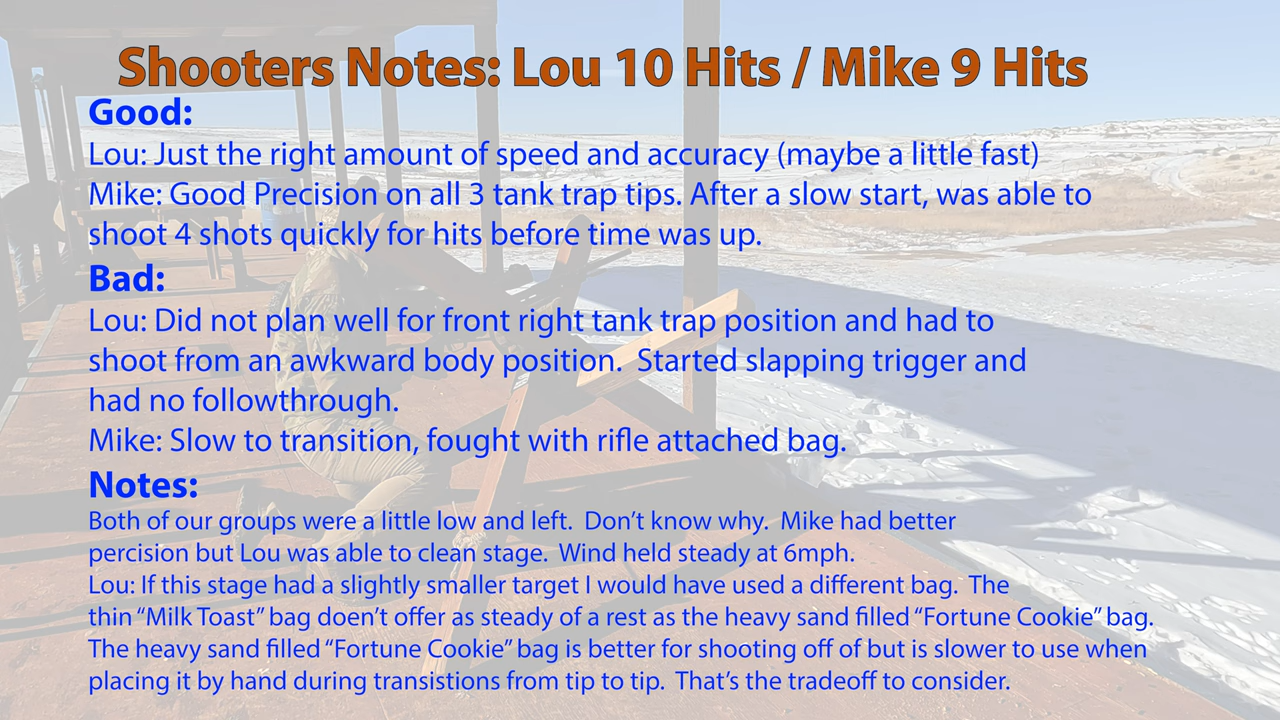 Shooters Notes: Lou 10 Hits / Mike 9 Hits
Good:
Lou: Just the right amount of speed and accuracy (maybe a little fast)
Mike: Good Precision on all 3 tank trap tips. After a slow start, was able to
shoot 4 shots quickly for hits before time was up.
Bad:
Lou: Did not plan well for front right tank trap position and had to
shoot from an awkward body position.  Started slapping trigger and
had no followthrough.
Mike: Slow to transition, fought with rifle attached bag.
Notes:
Both of our groups were a little low and left.  Don’t know why.  Mike had better
percision but Lou was able to clean stage.  Wind held steady at 6mph.
Lou: If this stage had a slightly smaller target I would have used a different bag.  The
thin “Milk Toast” bag doen’t offer as steady of a rest as the heavy sand filled “Fortune Cookie” bag.
The heavy sand filled “Fortune Cookie” bag is better for shooting off of but is slower to use when
placing it by hand during transistions from tip to tip.  That’s the tradeoff to consider.